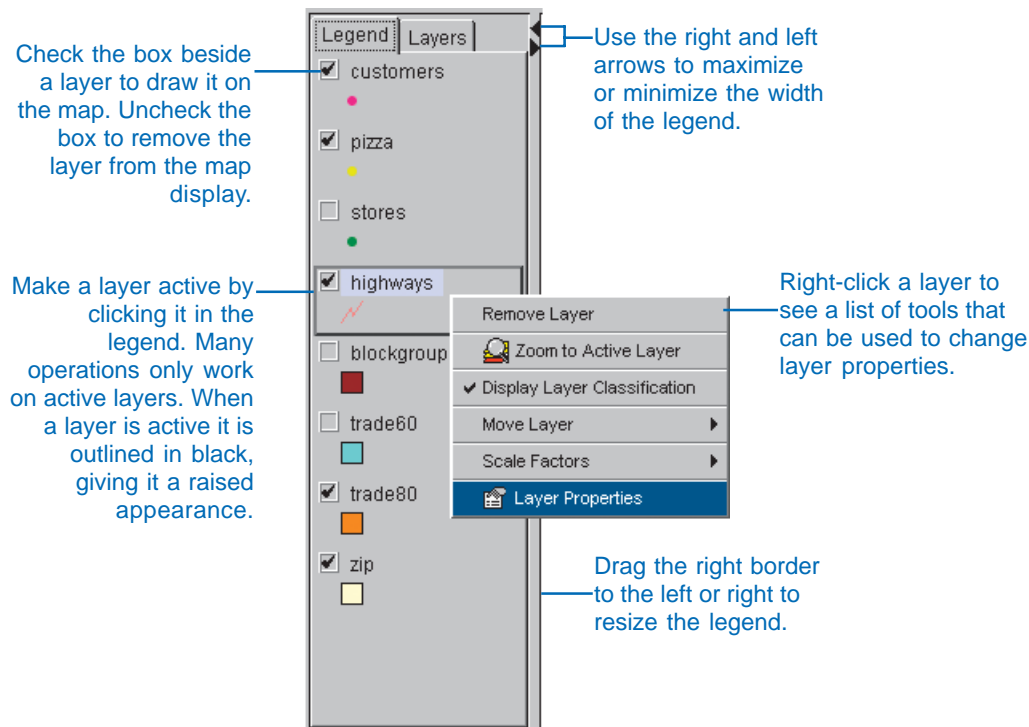 Check the box beside
a layer to draw it on
the map. Uncheck the
box to remove the
layer from the map
display.
Make a layer active by
clicking it in the
legend. Many
operations only work
on active layers. When
a layer is active it is
outlined in black,
giving it a raised
appearance.
Legend
Layers
customers
pizza
stores
highways
blockgroup
trade60
trade80
zip
Remove Layer
Zoom to Active Layer
Display Layer Classification
Move Layer
Scale Factors
Layer Properties
Use the right and left
arrows to maximize
or minimize the width
of the legend.
Right-click a layer to
see a list of tools that
can be used to change
layer properties.
Drag the right border
to the left or right to
resize the legend.